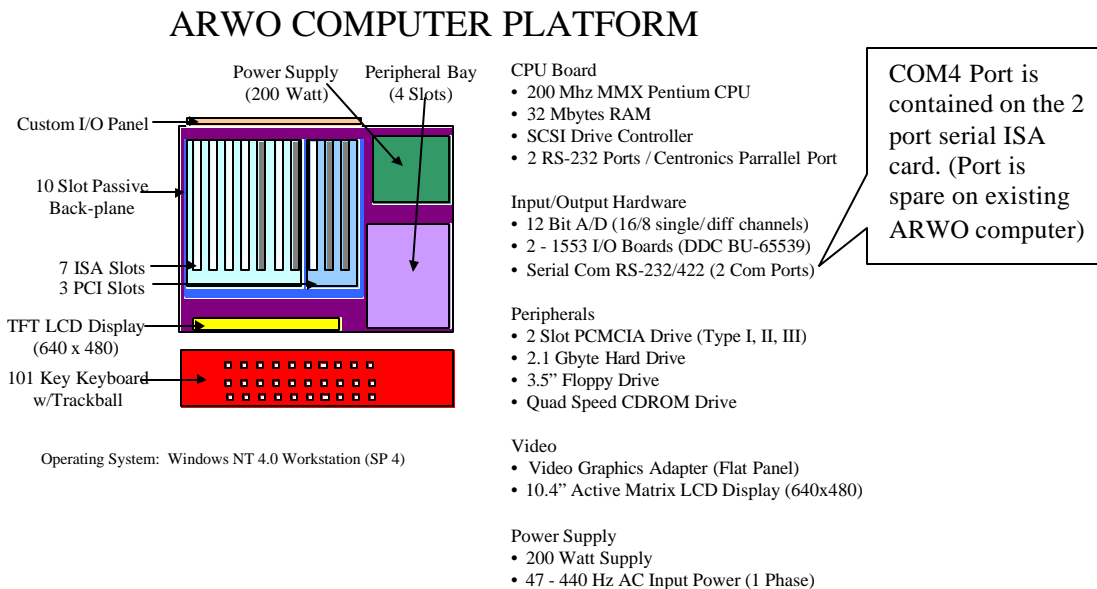 ARWO COMPUTER PLATFORM
Power Supply
(200 Watt)
Peripheral Bay
(4 Slots)
Custom I/O Panel
10 Slot Passive
Back-plane
7 ISA Slots
3 PCI Slots
TFT LCD Display
(640 x 480)
101 Key Keyboard
w/Trackball
Operating System: Windows NT 4.0 Workstation (SP 4)
CPU Board
• 200 Mhz MMX Pentium CPU
• 32 Mbytes RAM
• SCSI Drive Controller
• 2 RS-232 Ports / Centronics Parrallel Port
Input/Output Hardware
• 12 Bit A/D (16/8 single/diff channels)
• 2 - 1553 I/O Boards (DDC BU-65539)
• Serial Com RS-232/422 (2 Com Ports)
Peripherals
• 2 Slot PCMCIA Drive (Type I, II, III)
• 2.1 Gbyte Hard Drive
• 3.5” Floppy Drive
• Quad Speed CDROM Drive
Video
• Video Graphics Adapter (Flat Panel)
• 10.4” Active Matrix LCD Display (640x480)
Power Supply
• 200 Watt Supply
• 47 - 440 Hz AC Input Power (1 Phase)
COM4 Port is
contained on the 2
port serial ISA
card. (Port is
spare on existing
ARWO computer)